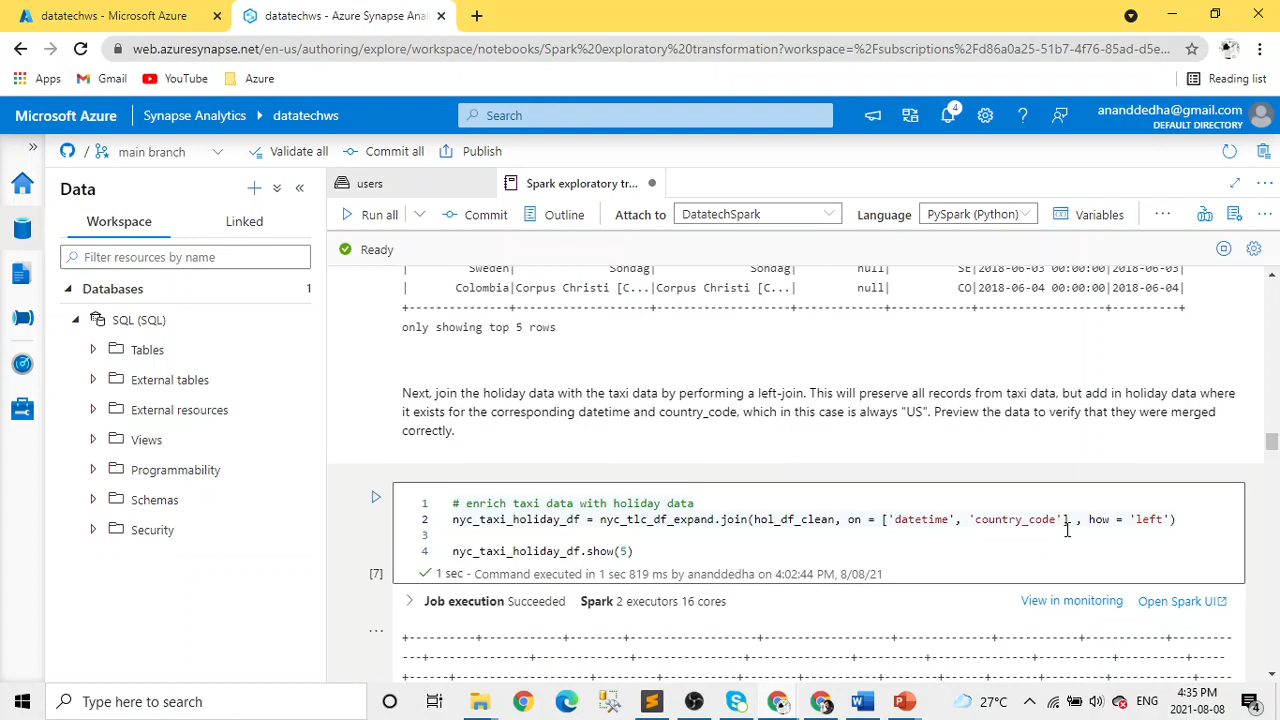 datatechws - Microsoft Azure
datatechws - Azure Synapse Anal
web.azuresynapse.net/en-us/authoring/explore/workspace/notebooks/Spark%20exploratory%20transformation?workspace=%2Fsubscriptions%2Fd86a0a25-51b7-4f76-85ad-d5e...
Apps
Gmail
YouTube
Azure
Reading list
Microsoft Azure
Synapse Analytics
datatechws
Search
4
ananddedha@gmail.com
DEFAULT DIRECTORY
/ main branch
Validate all
Commit all
Publish
Data
Workspace
Linked
Filter resources by name
Databases 1
SQL (SQL)
Tables
External tables
External resources
Views
Programmability
Schemas
Security
users
Spark exploratory tr...
Run all
Commit
Outline
Attach to
DatatechSpark
Language
PySpark (Python)
Variables
Ready
| Sweden| Söndag| Söndag| null| SE|2018-06-03 00:00:00|2018-06-03|
| Colombia|Corpus Christi [C...|Corpus Christi [C...| null| CO|2018-06-04 00:00:00|2018-06-04|
only showing top 5 rows
Next, join the holiday data with the taxi data by performing a left-join. This will preserve all records from taxi data, but add in holiday data where
it exists for the corresponding datetime and country_code, which in this case is always "US". Preview the data to verify that they were merged
correctly.
1 # enrich taxi data with holiday data
2 nyc_taxi_holiday_df = nyc_tlc_df_expand.join(hol_df_clean, on = ['datetime', 'country_code'] , how = 'left')
3
4 nyc_taxi_holiday_df.show(5)
[7]
1 sec - Command executed in 1 sec 819 ms by ananddedha on 4:02:44 PM, 8/08/21
Job execution Succeeded Spark 2 executors 16 cores
View in monitoring
Open Spark UI
Type here to search
27°C
4:35 PM
2021-08-08
4